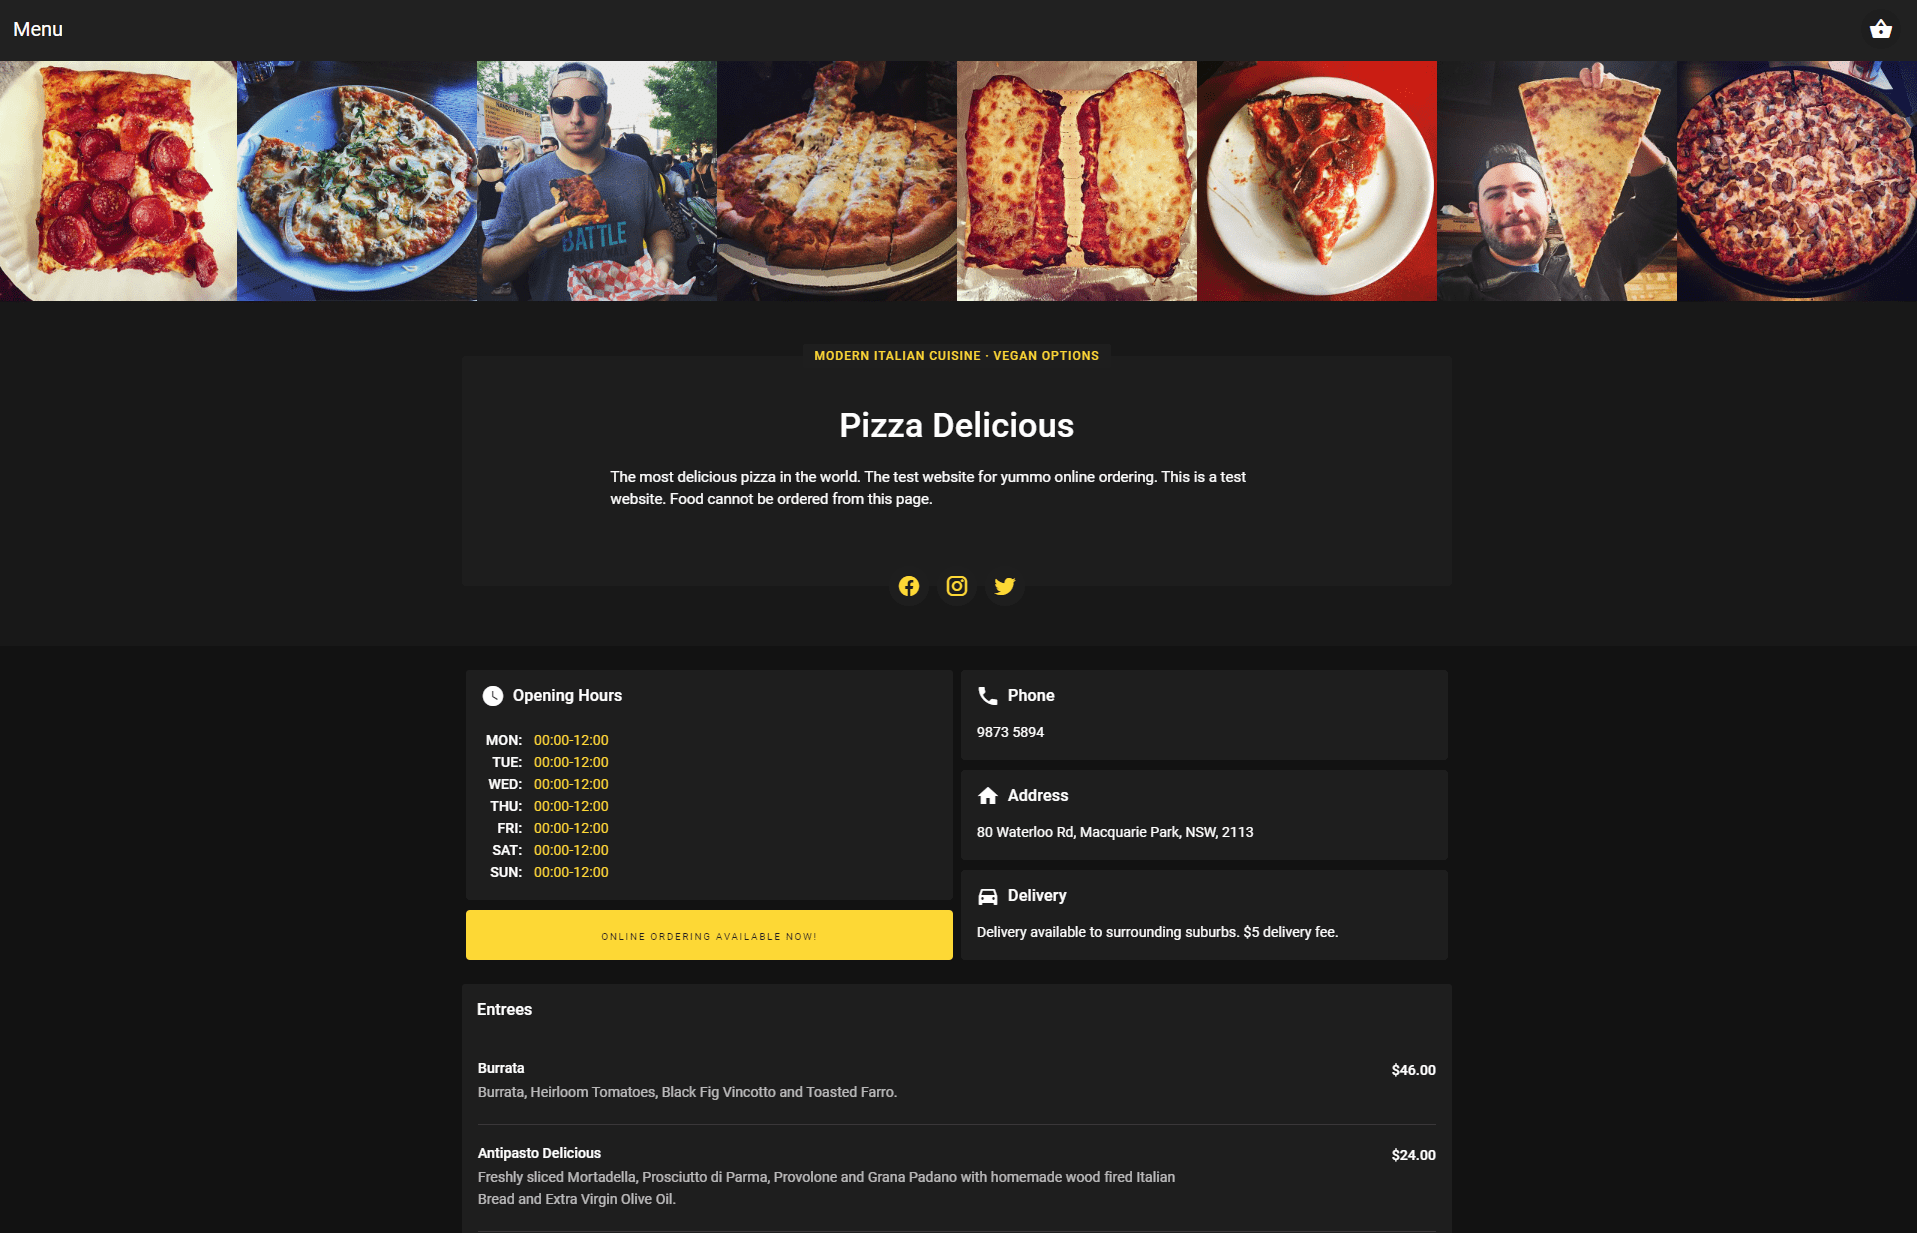 Menu
BATTLE
MODERN ITALIAN CUISINE · VEGAN OPTIONS
Pizza Delicious
The most delicious pizza in the world. The test website for yummo online ordering. This is a test
website. Food cannot be ordered from this page.
Opening Hours
MON: 00:00-12:00
TUE: 00:00-12:00
WED: 00:00-12:00
THU: 00:00-12:00
FRI: 00:00-12:00
SAT: 00:00-12:00
SUN: 00:00-12:00
ONLINE ORDERING AVAILABLE NOW!
Phone
9873 5894
Address
80 Waterloo Rd, Macquarie Park, NSW, 2113
Delivery
Delivery available to surrounding suburbs. $5 delivery fee.
Entrees
Burrata $46.00
Burrata, Heirloom Tomatoes, Black Fig Vincotto and Toasted Farro.
Antipasto Delicious $24.00
Freshly sliced Mortadella, Prosciutto di Parma, Provolone and Grana Padano with homemade wood fired Italian
Bread and Extra Virgin Olive Oil.